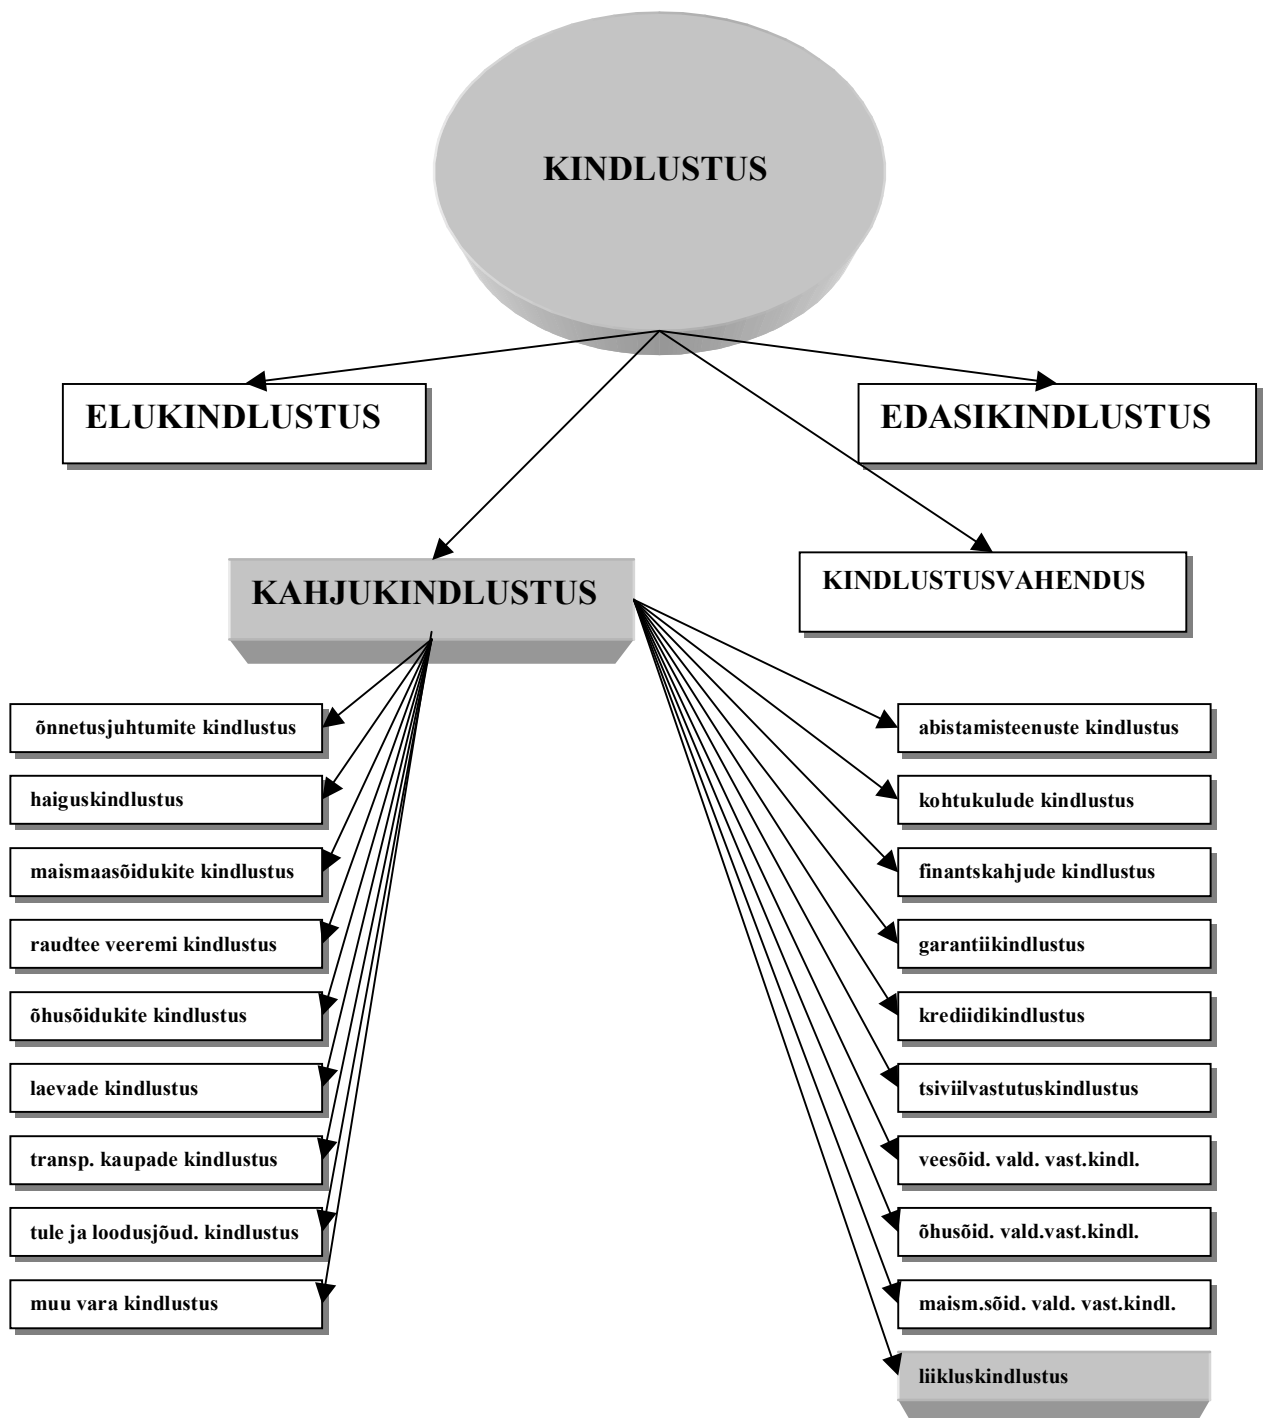 KINDLUSTUS
ELUKINDLUSTUS
EDASIKINDLUSTUS
KAHJUKINDLUSTUS
KINDLUSTUSVAHENDUS
õnnetusjuhtumite kindlustus
haiguskindlustus
maismaasõidukite kindlustus
raudtee veeremi kindlustus
õhusõidukite kindlustus
laevade kindlustus
transp. kaupade kindlustus
tule ja loodusjõud. kindlustus
muu vara kindlustus
abistamisteenuste kindlustus
kohtukulude kindlustus
finantskahjude kindlustus
garantiikindlustus
krediidikindlustus
tsiviilvastutuskindlustus
veesõid. vald. vast.kindl.
õhusõid. vald.vast.kindl.
maism.sõid. vald. vast.kindl.
liikluskindlustus